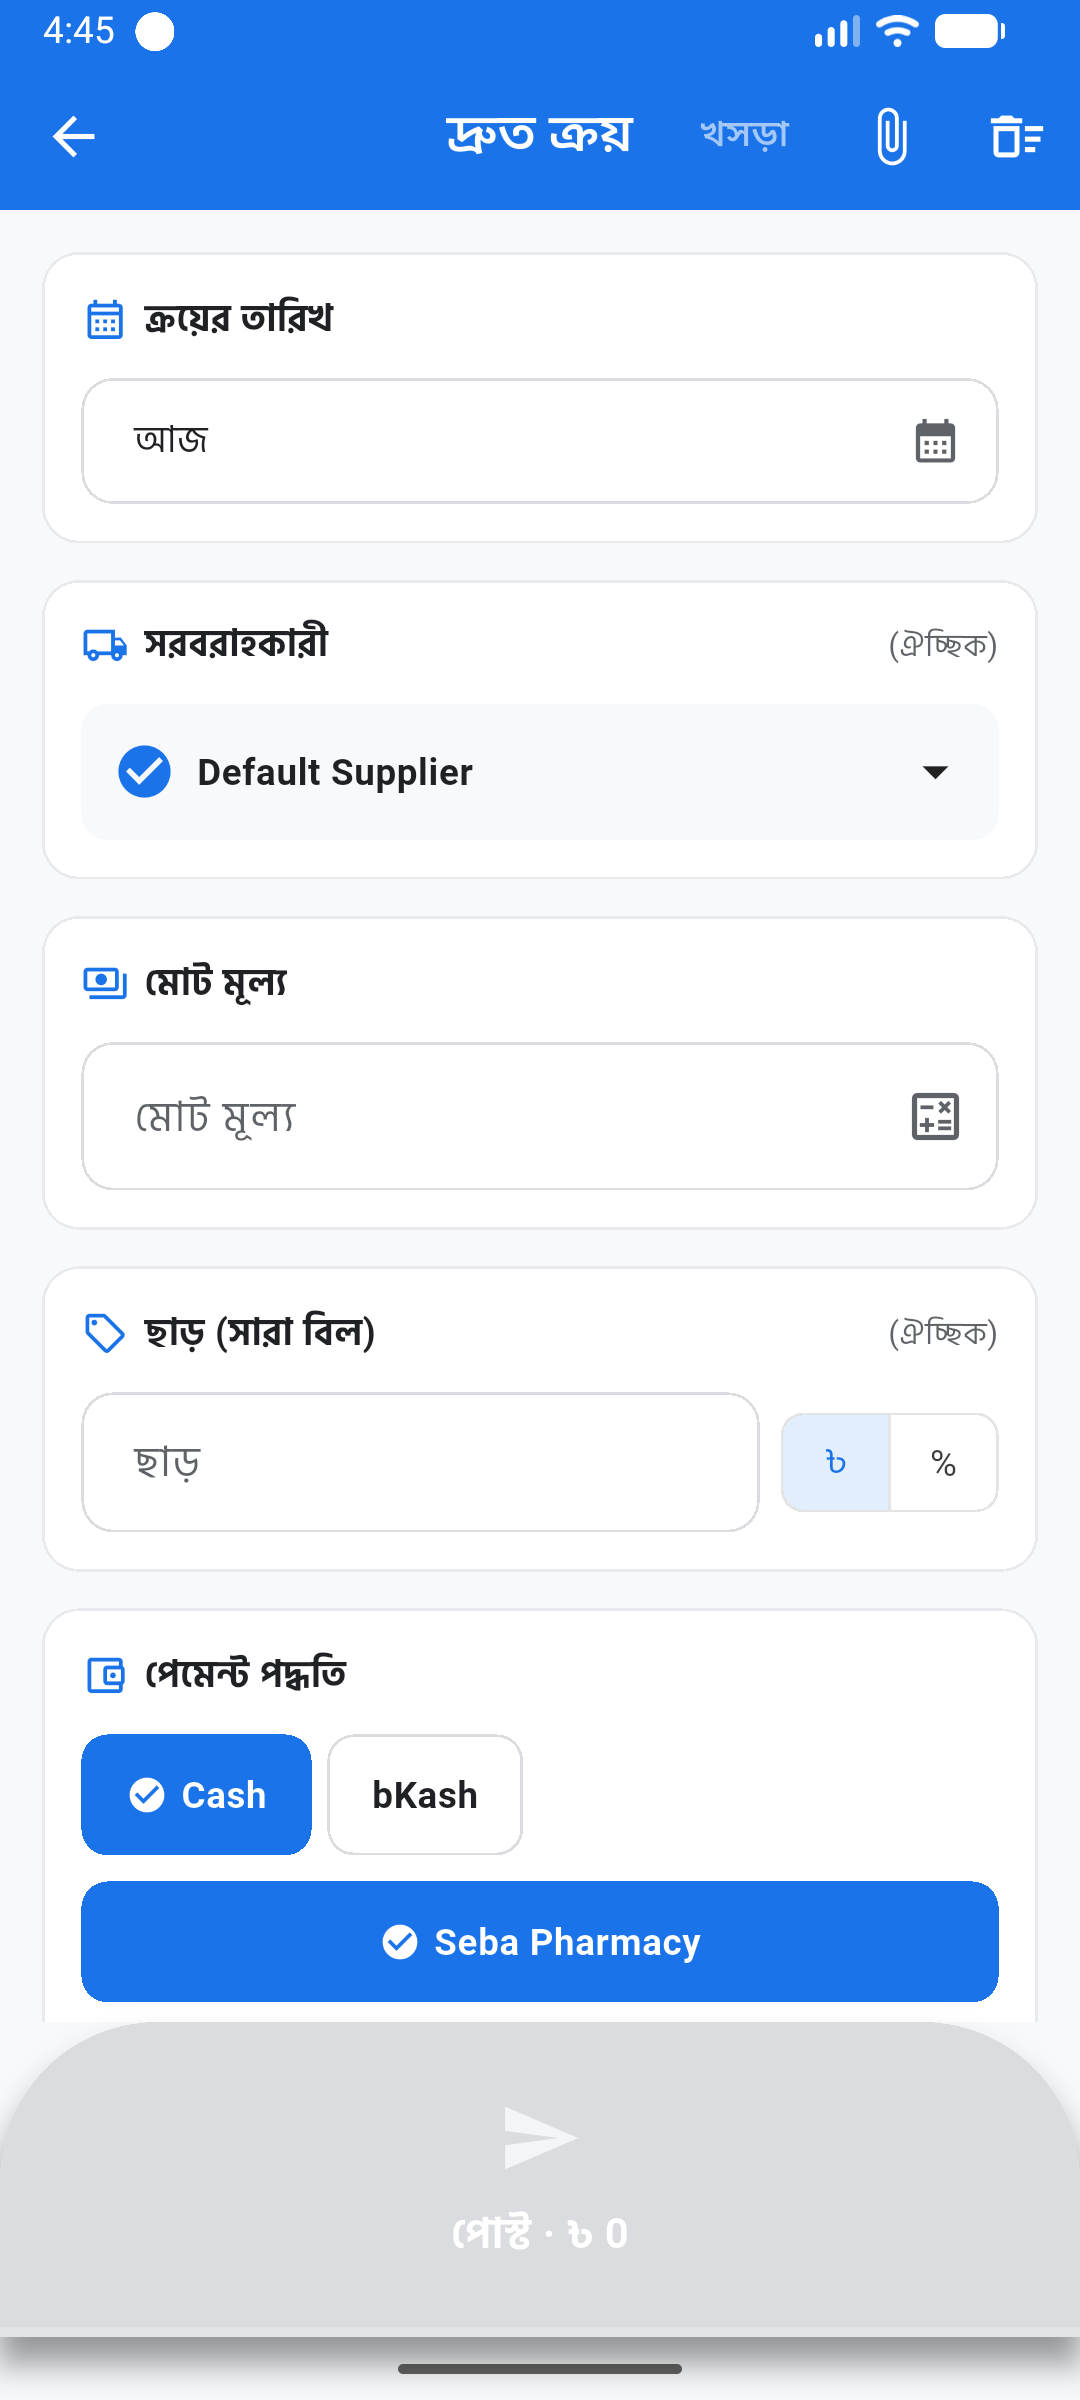 4:45
দ্রুত ক্রয়
খসড়া
ক্রয়ের তারিখ
আজ
সরবরাহকারী
(ঐচ্ছিক)
Default Supplier
মোট মূল্য
মোট মূল্য
ছাড় (সারা বিল)
(ঐচ্ছিক)
ছাড়
৳
%
পেমেন্ট পদ্ধতি
Cash
bKash
Seba Pharmacy
পোস্ট · ৳ 0